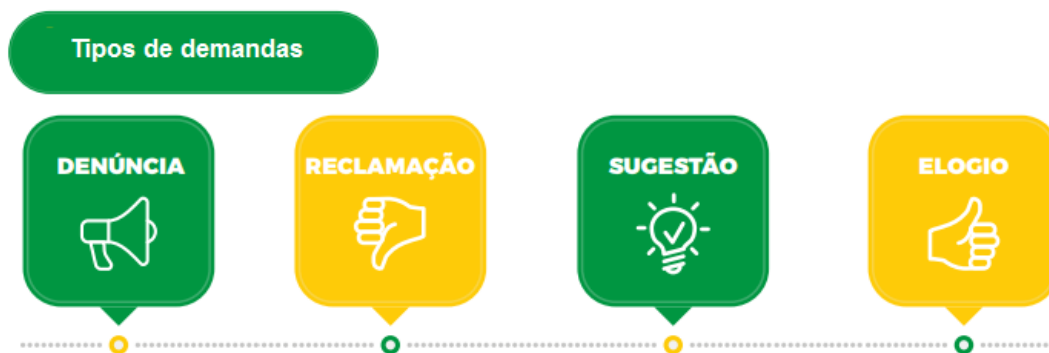 Tipos de demandas
DENÚNCIA
RECLAMAÇÃO
SUGESTÃO
ELOGIO